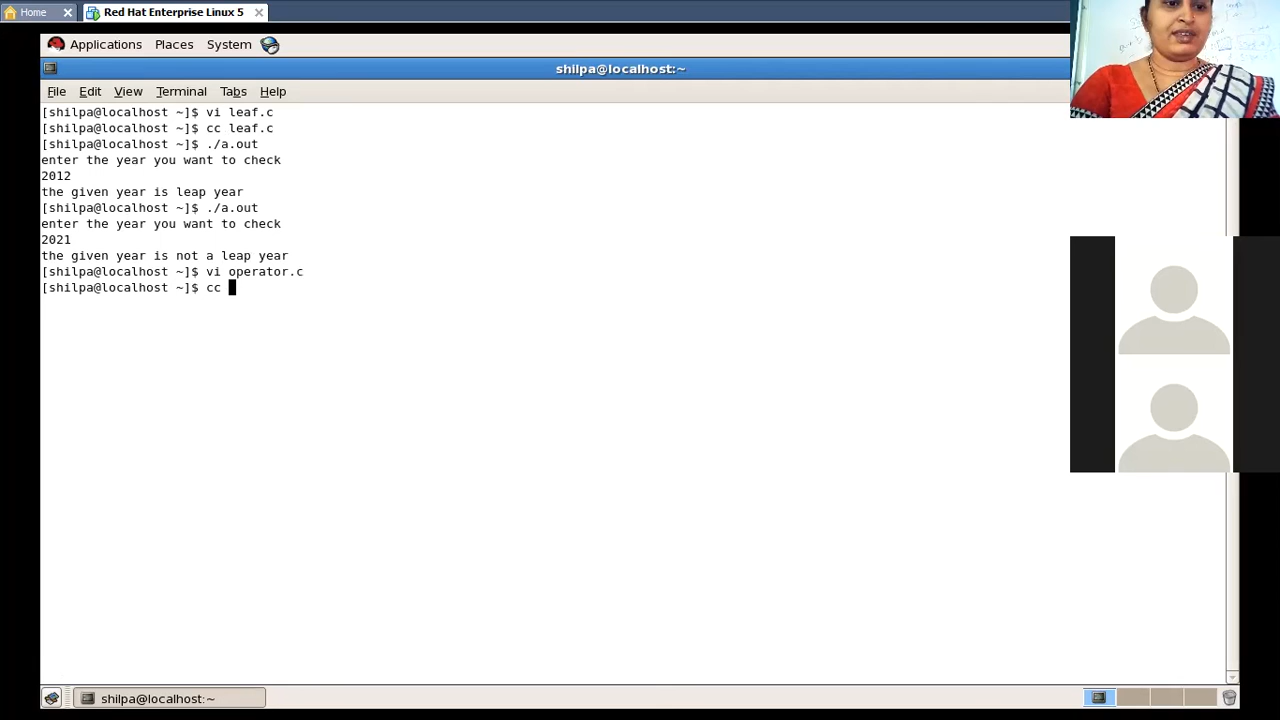 Home
Red Hat Enterprise Linux 5
Applications Places System
shilpa@localhost:~
File Edit View Terminal Tabs Help
[shilpa@localhost ~]$ vi leaf.c
[shilpa@localhost ~]$ cc leaf.c
[shilpa@localhost ~]$ ./a.out
enter the year you want to check
2012
the given year is leap year
[shilpa@localhost ~]$ ./a.out
enter the year you want to check
2021
the given year is not a leap year
[shilpa@localhost ~]$ vi operator.c
[shilpa@localhost ~]$ cc
shilpa@localhost:~